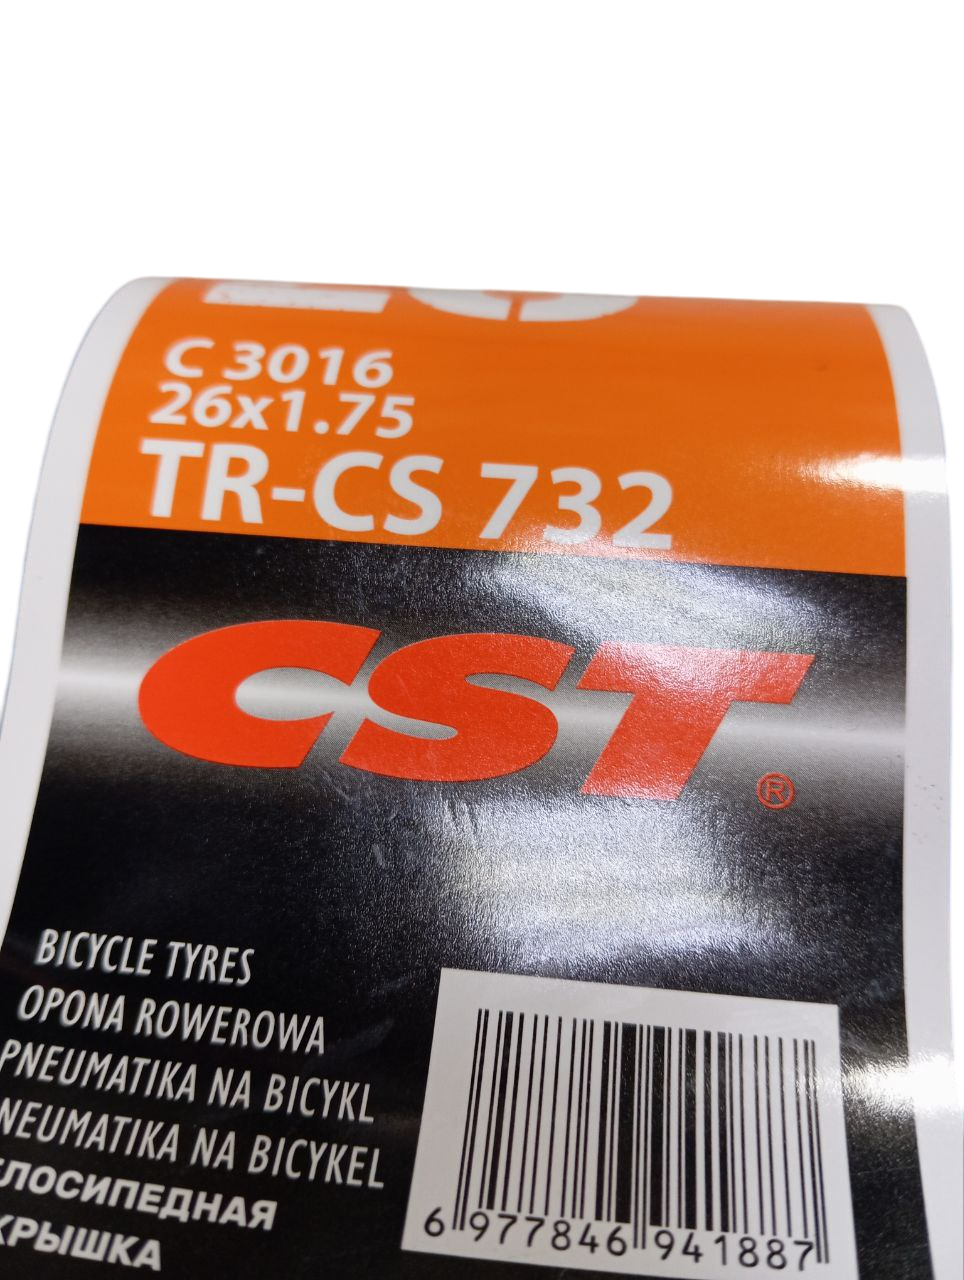 C 3016
26x1.75
TR-CS 732
CST®
BICYCLE TYRES
OPONA ROWEROWA
PNEUMATIKA NA BICYKL
NEUMATIKA NA BICYKEL
ЛОСИПЕДНАЯ
КРЫШКА
6 977846 941887